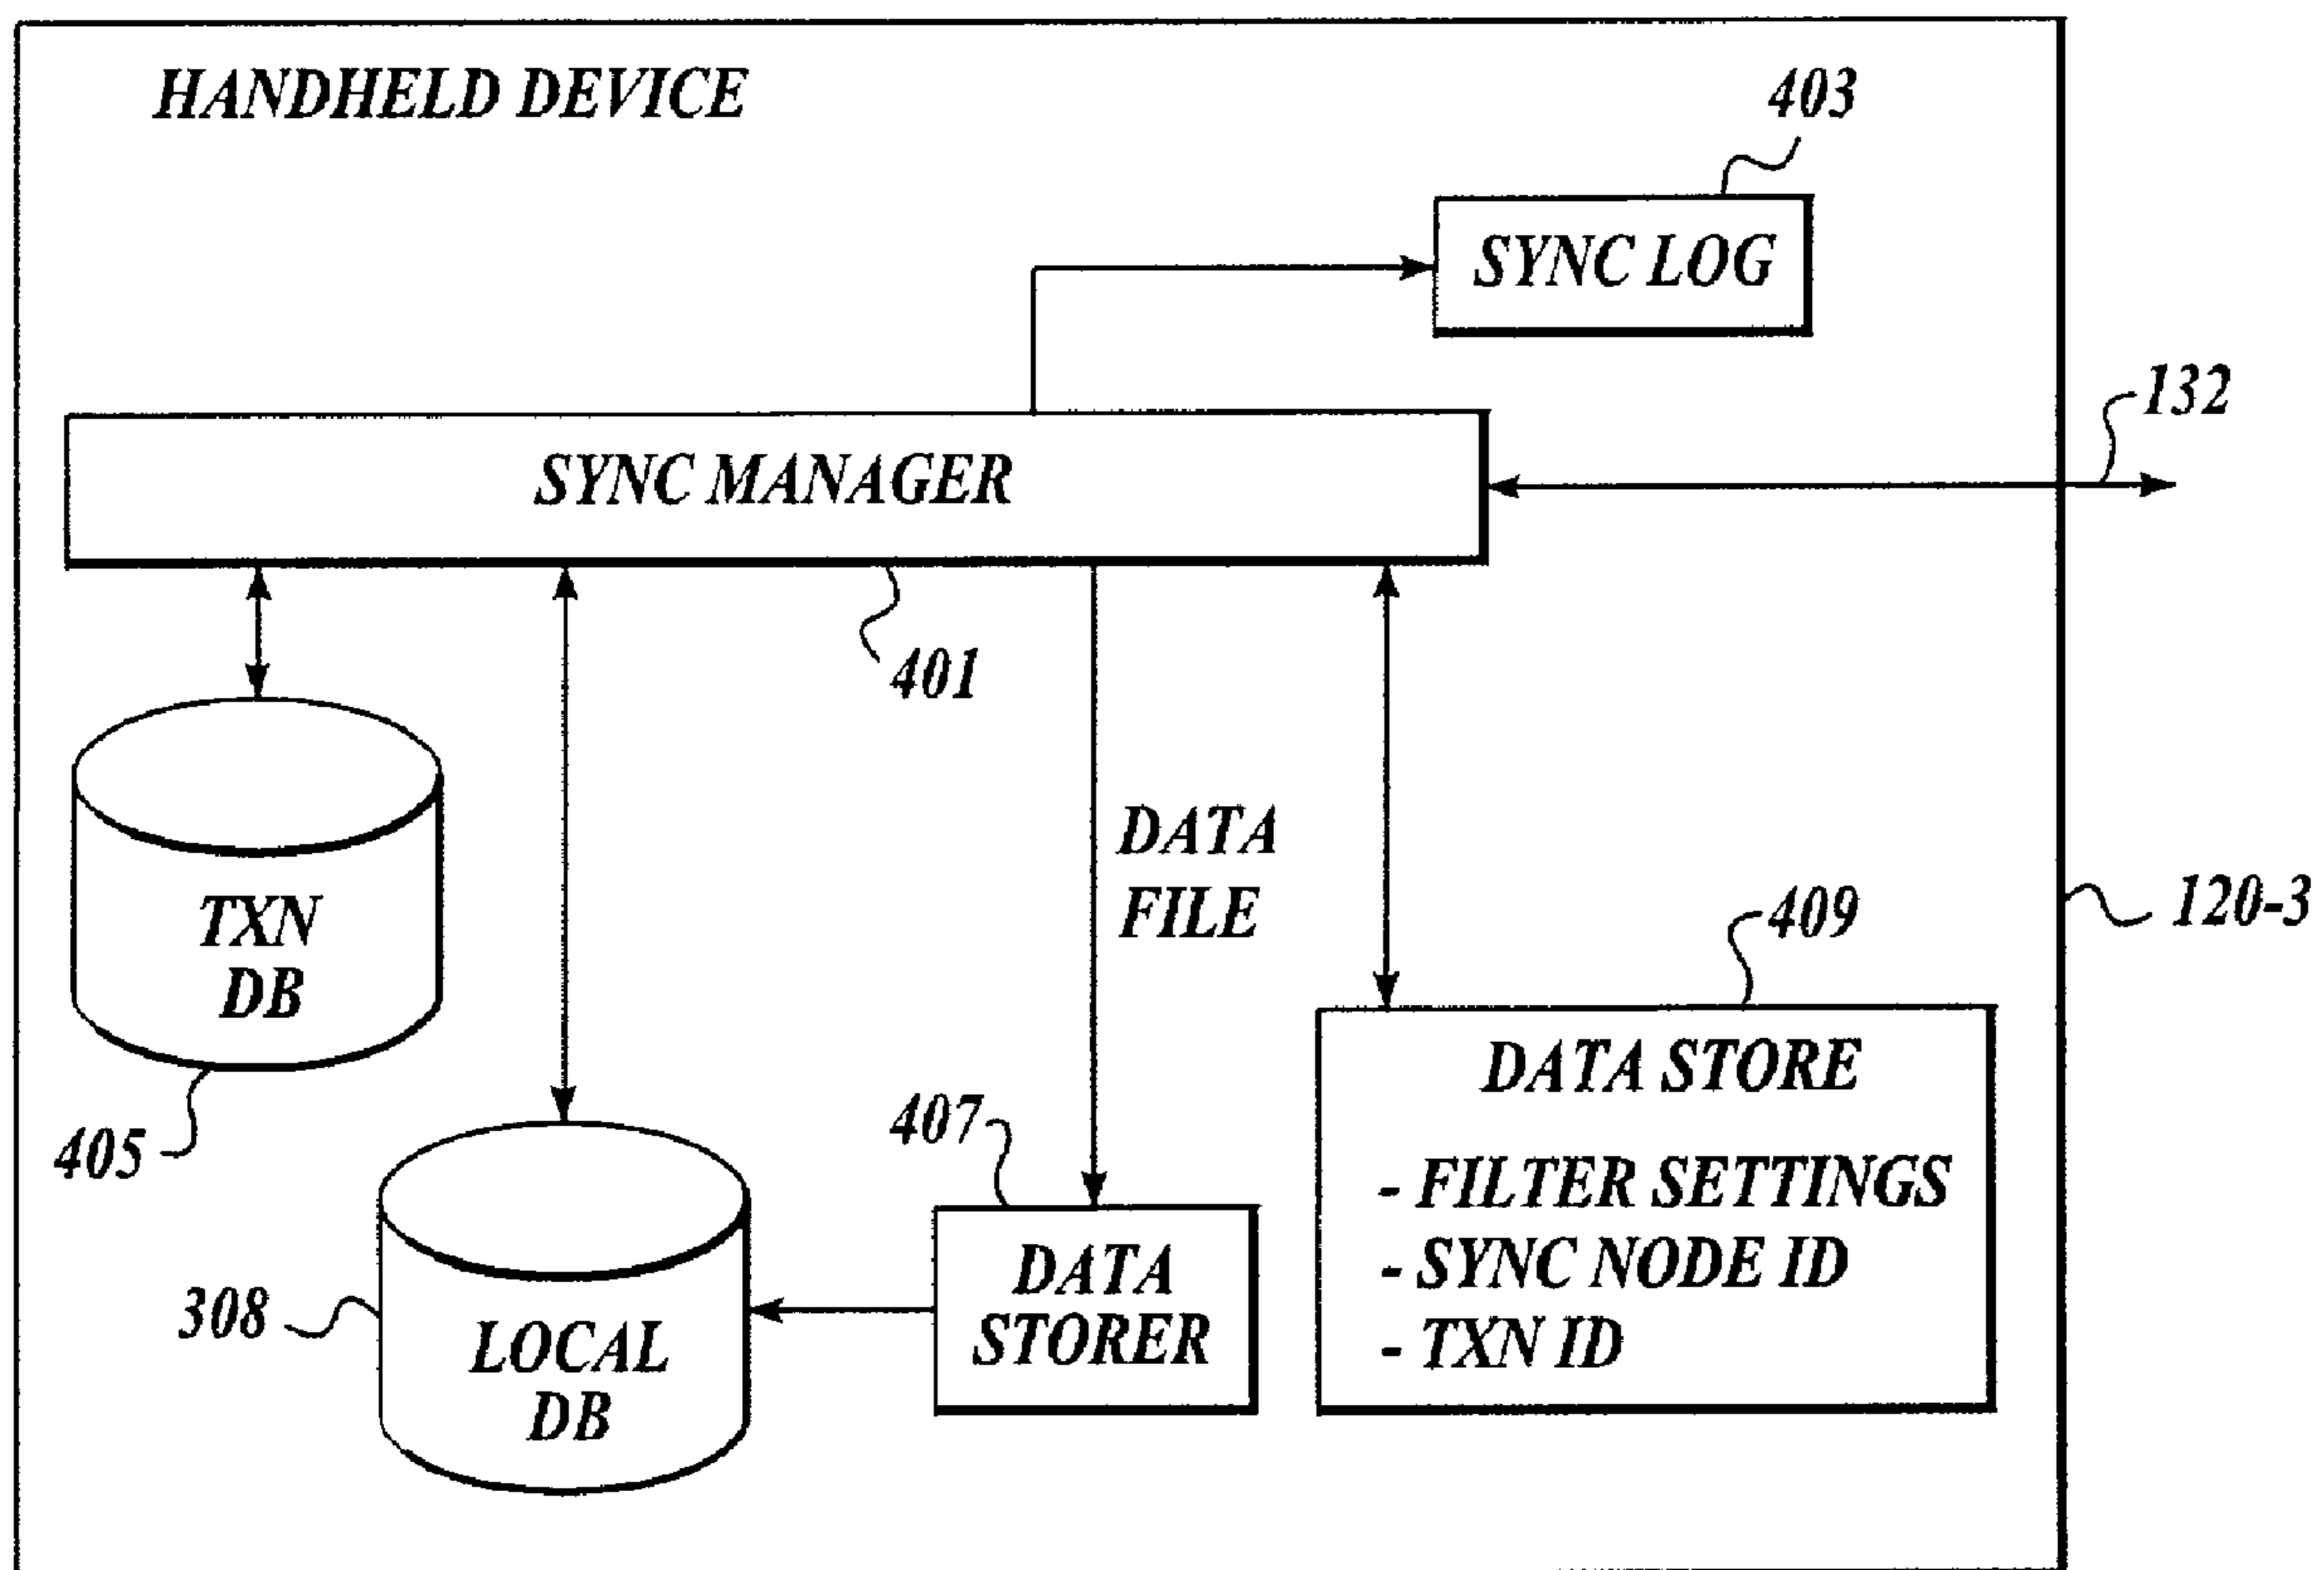 HANDHELD DEVICE
403
SYNC LOG
132
SYNC MANAGER
401
DATA
FILE
TXN
DB
120-3
409
DATA STORE
407
405
- FILTER SETTINGS
DATA
- SYNC NODE ID
308
STORER
- TXN ID
LOCAL
DB